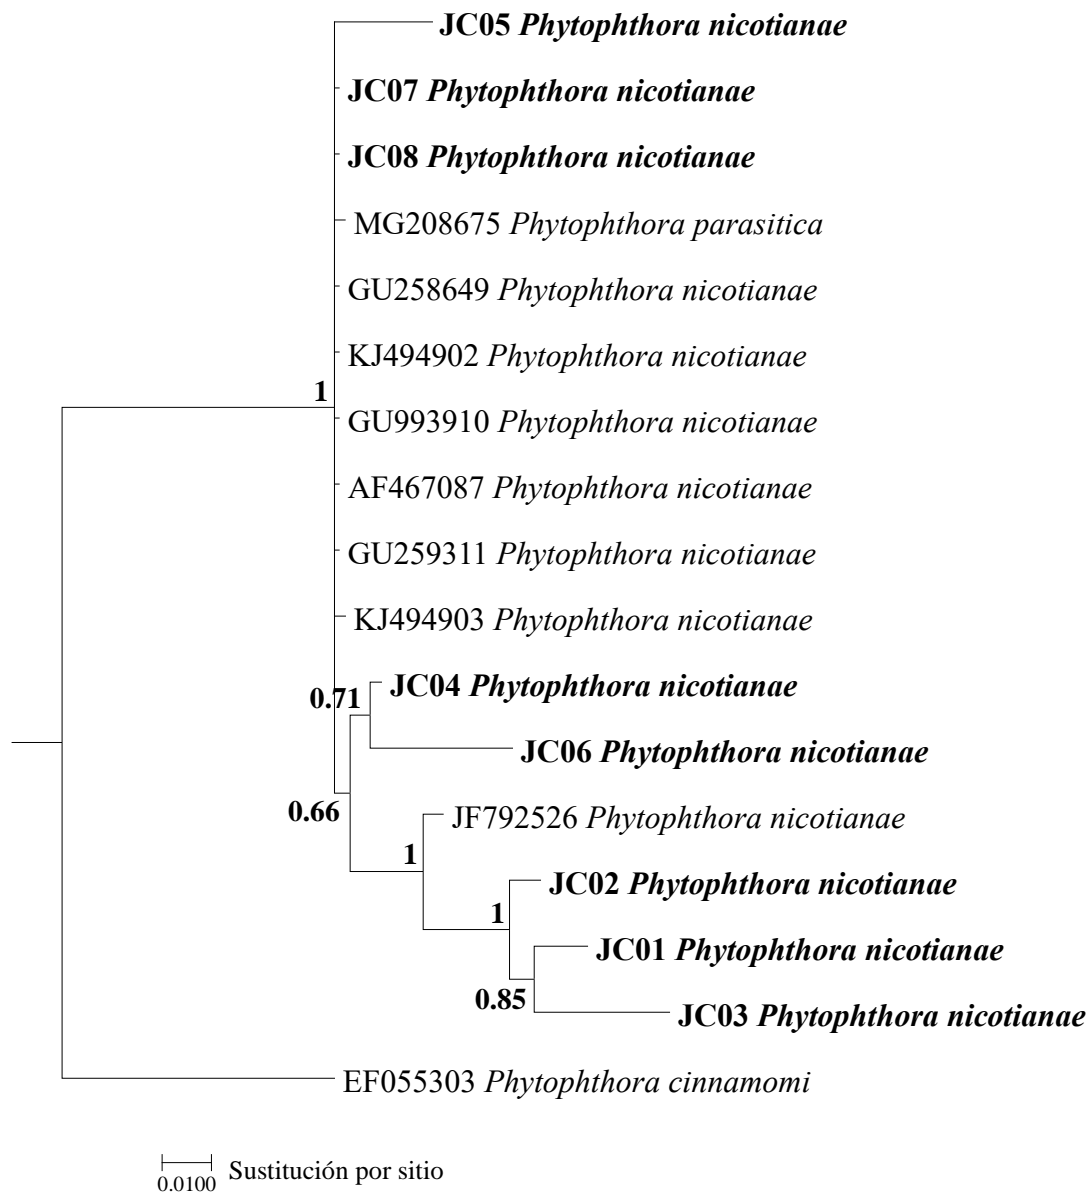 JC05 Phytophthora nicotianae
JC07 Phytophthora nicotianae
JC08 Phytophthora nicotianae
MG208675 Phytophthora parasitica
GU258649 Phytophthora nicotianae
KJ494902 Phytophthora nicotianae
1
GU993910 Phytophthora nicotianae
AF467087 Phytophthora nicotianae
GU259311 Phytophthora nicotianae
KJ494903 Phytophthora nicotianae
JC04 Phytophthora nicotianae
0.71
JC06 Phytophthora nicotianae
0.66
JF792526 Phytophthora nicotianae
1
JC02 Phytophthora nicotianae
1
JC01 Phytophthora nicotianae
0.85
JC03 Phytophthora nicotianae
EF055303 Phytophthora cinnamomi
Sustitución por sitio
0.0100